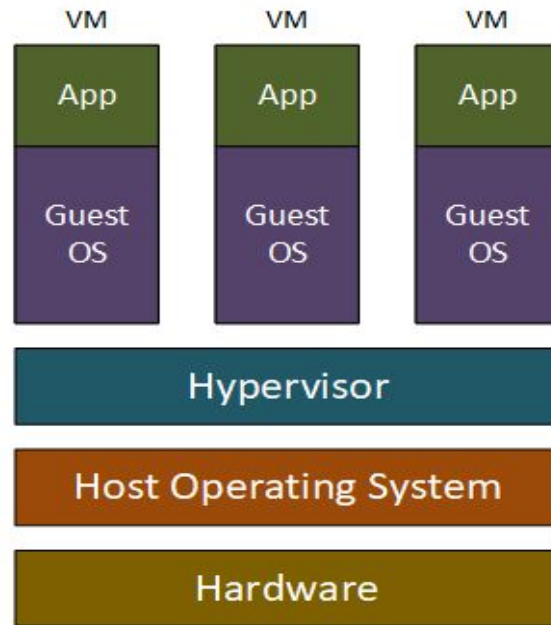 VM VM VM
App App App
Guest OS Guest OS Guest OS
Hypervisor
Host Operating System
Hardware